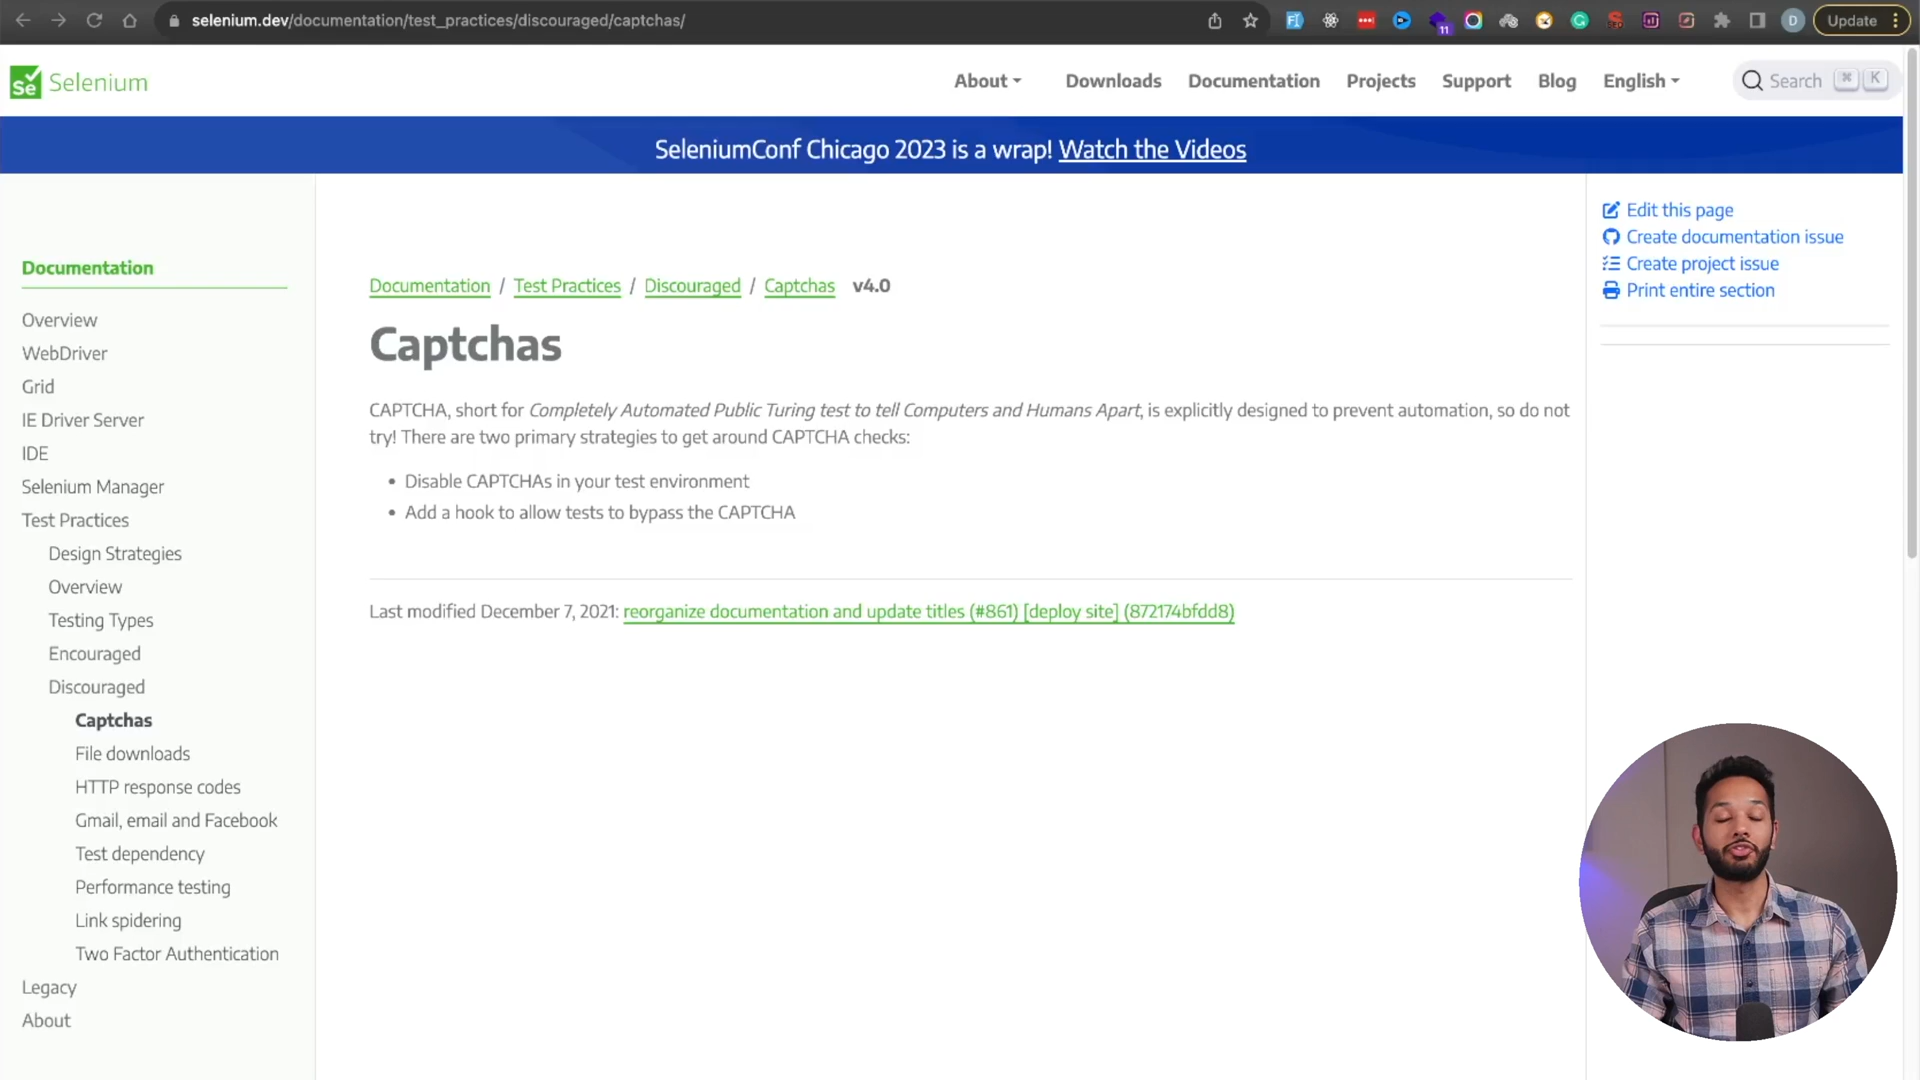 selenium.dev/documentation/test_practices/discouraged/captchas/
11
D
Update
Se Selenium
About
Downloads
Documentation
Projects
Support
Blog
English
Search ⌘ K
SeleniumConf Chicago 2023 is a wrap! Watch the Videos
Documentation
Overview
WebDriver
Grid
IE Driver Server
IDE
Selenium Manager
Test Practices
Design Strategies
Overview
Testing Types
Encouraged
Discouraged
Captchas
File downloads
HTTP response codes
Gmail, email and Facebook
Test dependency
Performance testing
Link spidering
Two Factor Authentication
Legacy
About
Documentation / Test Practices / Discouraged / Captchas v4.0
Captchas
CAPTCHA, short for Completely Automated Public Turing test to tell Computers and Humans Apart, is explicitly designed to prevent automation, so do not
try! There are two primary strategies to get around CAPTCHA checks:
• Disable CAPTCHAs in your test environment
• Add a hook to allow tests to bypass the CAPTCHA
Last modified December 7, 2021: reorganize documentation and update titles (#861) [deploy site] (872174bfdd8)
Edit this page
Create documentation issue
Create project issue
Print entire section